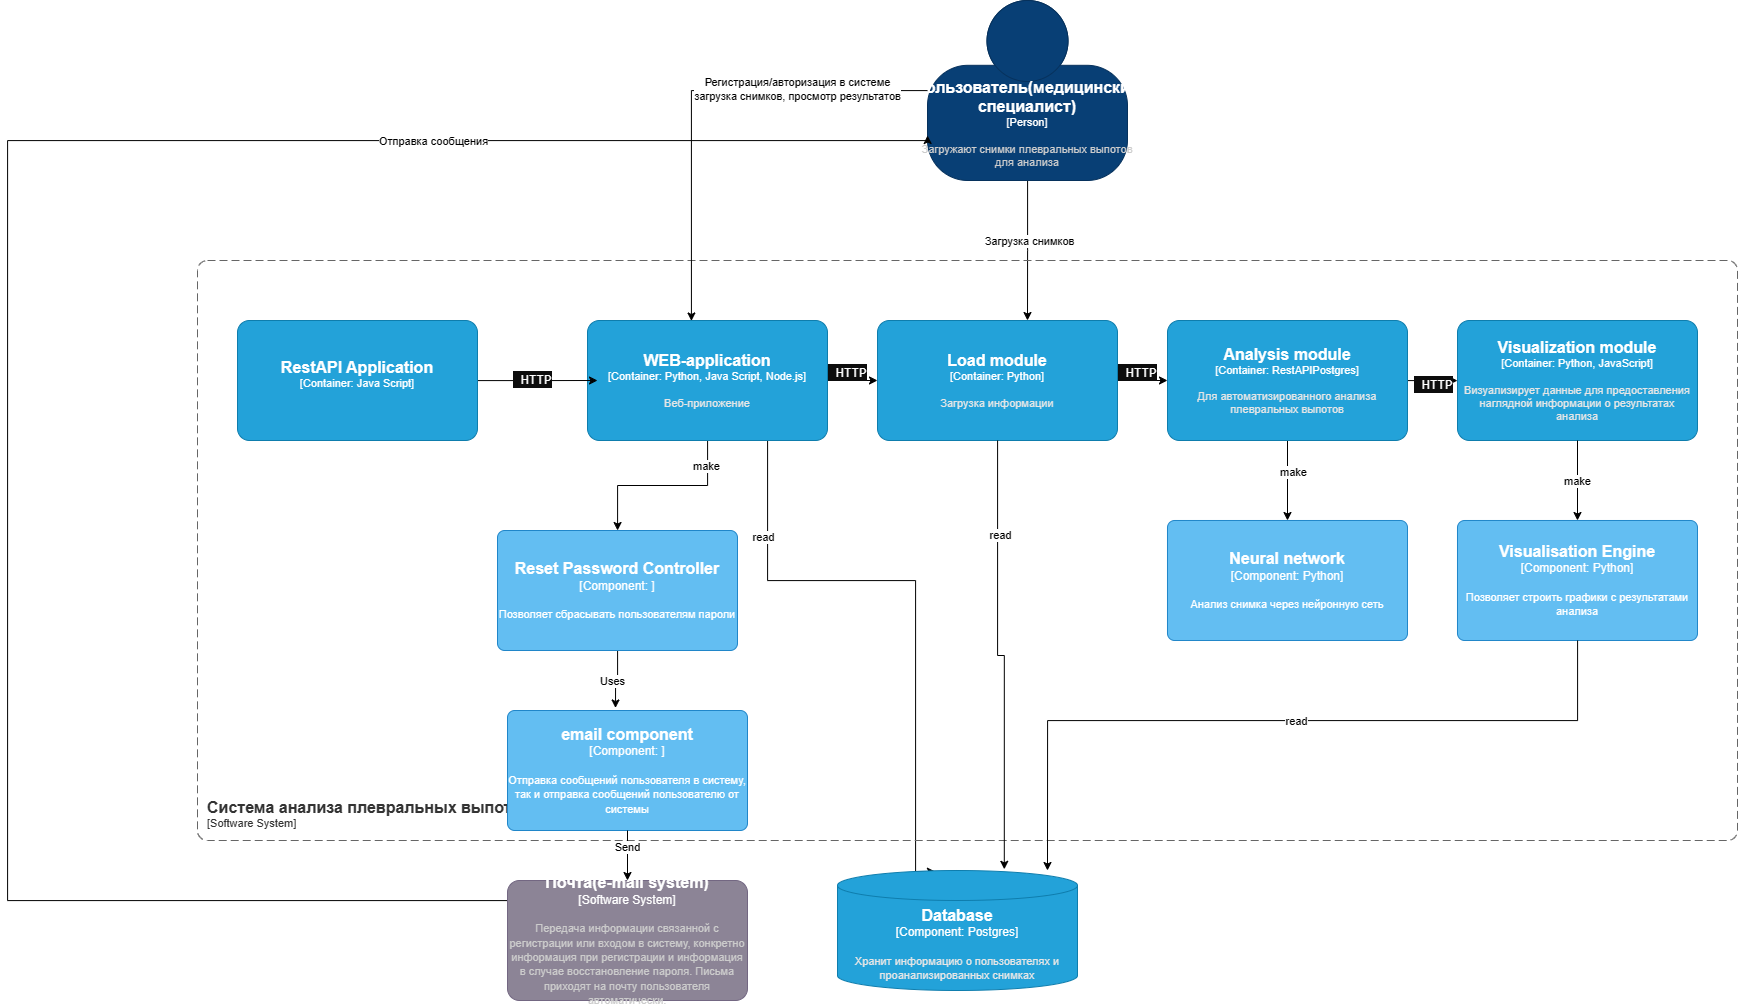 ользователь(медицински
специалист)
[Person]
Загружают снимки плевральных выпотов
для анализа
Регистрация/авторизация в системе
загрузка снимков, просмотр результатов
Отправка сообщения
Загрузка снимков
RestAPI Application
[Container: Java Script]
HTTP
WEB-application
[Container: Python, Java Script, Node.js]
Веб-приложение
HTTP
Load module
[Container: Python]
Загрузка информации
HTTP
Analysis module
[Container: RestAPIPostgres]
Для автоматизированного анализа
плевральных выпотов
HTTP
Visualization module
[Container: Python, JavaScript]
Визуализирует данные для предоставления
наглядной информации о результатах
анализа
make
read
read
make
make
Reset Password Controller
[Component: ]
Позволяет сбрасывать пользователям пароли
Neural network
[Component: Python]
Анализ снимка через нейронную сеть
Visualisation Engine
[Component: Python]
Позволяет строить графики с результатами
анализа
Uses
read
email component
[Component: ]
Отправка сообщений пользователя в систему,
так и отправка сообщений пользователю от
системы
Система анализа плевральных выпот
[Software System]
Send
Почта(e-mail system)
[Software System]
Передача информации связанной с
регистрации или входом в систему, конкретно
информация при регистрации и информация
в случае восстановление пароля. Письма
приходят на почту пользователя
автоматически.
Database
[Component: Postgres]
Хранит информацию о пользователях и
проанализированных снимках